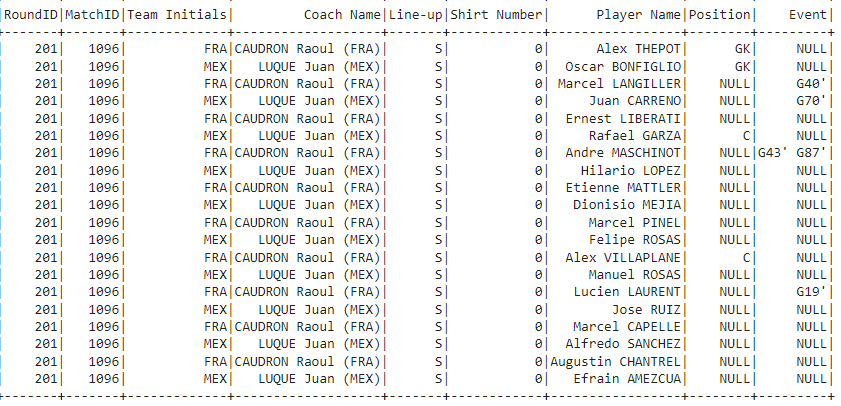 |RoundID|MatchID|Team Initials|         Coach Name|Line-up|Shirt Number|      Player Name|Position|    Event|
+-------+-------+-------------+-------------------+-------+------------+-----------------+--------+---------+
|    201|   1096|          FRA|CAUDRON Raoul (FRA)|      S|           0|      Alex THEPOT|      GK|     NULL|
|    201|   1096|          MEX|   LUQUE Juan (MEX)|      S|           0|  Oscar BONFIGLIO|      GK|     NULL|
|    201|   1096|          FRA|CAUDRON Raoul (FRA)|      S|           0| Marcel LANGILLER|    NULL|     G40'|
|    201|   1096|          MEX|   LUQUE Juan (MEX)|      S|           0|     Juan CARRENO|    NULL|     G70'|
|    201|   1096|          FRA|CAUDRON Raoul (FRA)|      S|           0|  Ernest LIBERATI|    NULL|     NULL|
|    201|   1096|          MEX|   LUQUE Juan (MEX)|      S|           0|     Rafael GARZA|       C|     NULL|
|    201|   1096|          FRA|CAUDRON Raoul (FRA)|      S|           0|  Andre MASCHINOT|    NULL|G43' G87'|
|    201|   1096|          MEX|   LUQUE Juan (MEX)|      S|           0|    Hilario LOPEZ|    NULL|     NULL|
|    201|   1096|          FRA|CAUDRON Raoul (FRA)|      S|           0|  Etienne MATTLER|    NULL|     NULL|
|    201|   1096|          MEX|   LUQUE Juan (MEX)|      S|           0|   Dionisio MEJIA|    NULL|     NULL|
|    201|   1096|          FRA|CAUDRON Raoul (FRA)|      S|           0|     Marcel PINEL|    NULL|     NULL|
|    201|   1096|          MEX|   LUQUE Juan (MEX)|      S|           0|     Felipe ROSAS|    NULL|     NULL|
|    201|   1096|          FRA|CAUDRON Raoul (FRA)|      S|           0|  Alex VILLAPLANE|       C|     NULL|
|    201|   1096|          MEX|   LUQUE Juan (MEX)|      S|           0|     Manuel ROSAS|    NULL|     NULL|
|    201|   1096|          FRA|CAUDRON Raoul (FRA)|      S|           0|   Lucien LAURENT|    NULL|     G19'|
|    201|   1096|          MEX|   LUQUE Juan (MEX)|      S|           0|        Jose RUIZ|    NULL|     NULL|
|    201|   1096|          FRA|CAUDRON Raoul (FRA)|      S|           0|   Marcel CAPELLE|    NULL|     NULL|
|    201|   1096|          MEX|   LUQUE Juan (MEX)|      S|           0|  Alfredo SANCHEZ|    NULL|     NULL|
|    201|   1096|          FRA|CAUDRON Raoul (FRA)|      S|           0|Augustin CHANTREL|    NULL|     NULL|
|    201|   1096|          MEX|   LUQUE Juan (MEX)|      S|           0|   Efrain AMEZCUA|    NULL|     NULL|
+-------+-------+-------------+-------------------+-------+------------+-----------------+--------+---------+